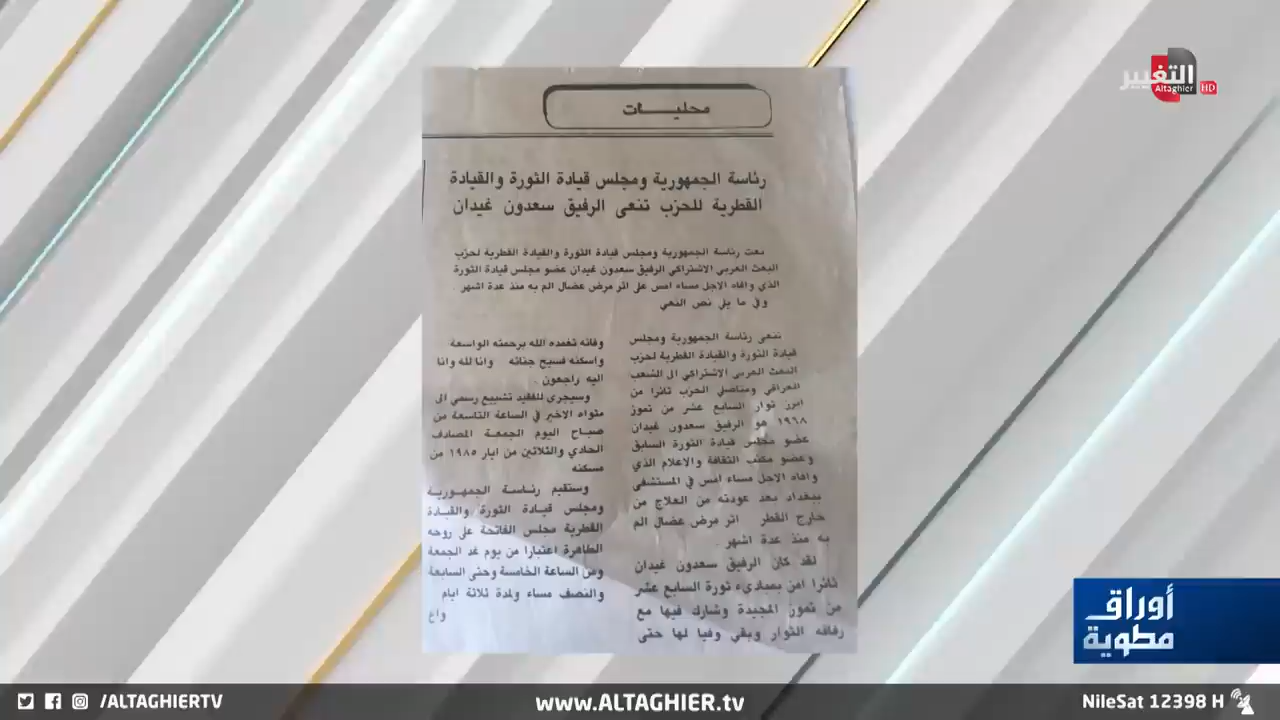 التغيير
Altaghier HD
محليــــات
رئاسة الجمهورية ومجلس قيادة الثورة والقيادة
القطرية للحزب تنعى الرفيق سعدون غيدان
نعت رئاسة الجمهورية ومجلس قيادة الثورة والقيادة القطرية لحزب
البعث العربي الاشتراكي الرفيق سعدون غيدان عضو مجلس قيادة الثورة
الذي وافاه الاجل مساء امس على اثر مرض عضال الم به منذ عدة اشهر .
وفي ما يلي نص النعي
تنعى رئاسة الجمهورية ومجلس
قيادة الثورة والقيادة القطرية لحزب
البعث العربي الاشتراكي الى الشعب
العراقي ومناضلي الحزب ثائرا من
ابرز ثوار السابع عشر من تموز
١٩٦٨ هو الرفيق سعدون غيدان
عضو مجلس قيادة الثورة السابق
وعضو مكتب الثقافة والاعلام الذي
وافاه الاجل مساء امس في المستشفى
ببغداد بعد عودته من العلاج من
خارج القطر اثر مرض عضال الم
به منذ عدة اشهر .
لقد كان الرفيق سعدون غيدان
ثائرا امن بمباديء ثورة السابع عشر
من تموز المجيدة وشارك فيها مع
رفاقه الثوار وبقي وفيا لها حتى
وفاته تغمده الله برحمته الواسعة
واسكنه فسيح جناته وانا لله وانا
اليه راجعون .
وسيجري للفقيد تشييع رسمي الى
مثواه الاخير في الساعة التاسعة من
صباح اليوم الجمعة المصادف
الحادي والثلاثين من ايار ١٩٨٥ من
مسكنه
وستقيم رئاسة الجمهورية
ومجلس قيادة الثورة والقيادة
القطرية مجلس الفاتحة على روحه
الطاهرة اعتبارا من يوم غد الجمعة
ومن الساعة الخامسة وحتى السابعة
والنصف مساء ولمدة ثلاثة ايام
واع
أوراق
مطوية
/ALTAGHIERTV
www.ALTAGHIER.tv
NileSat 12398 H